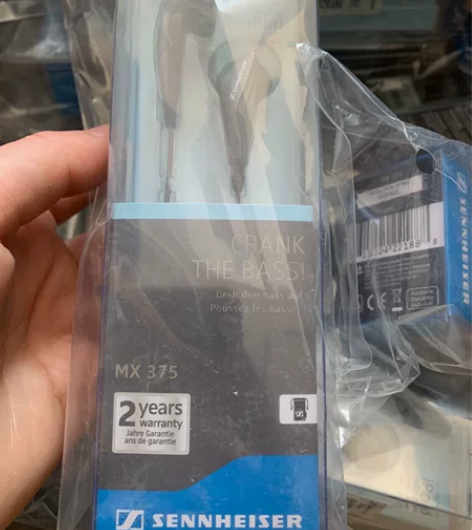 CRANK
THE BASS!
Dreh den Bass auf!
Poussez les basses
MX 375
2 years
warranty
Jahre Garantie
ans de garantie
SENNHEISER
SENNHEISER